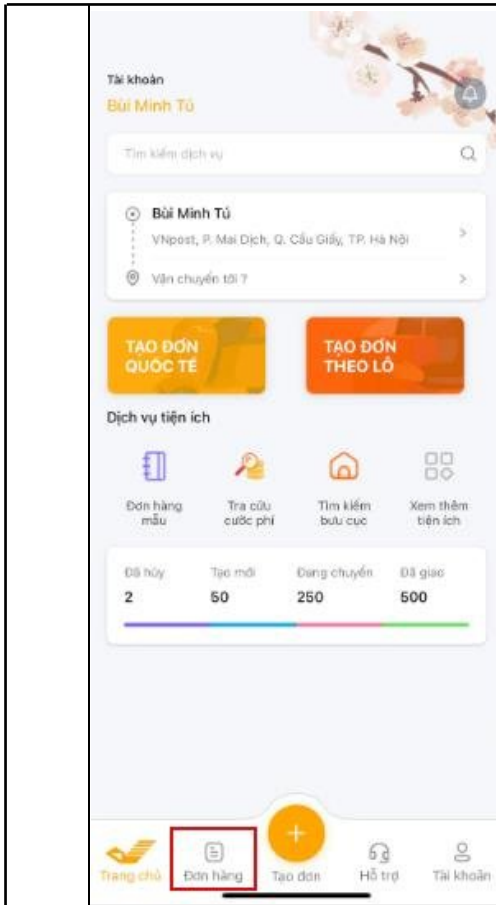 Tài khoản
Bùi Minh Tú
Tìm kiếm dịch vụ
Bùi Minh Tú
VNpost, P. Mai Dịch, Q. Cầu Giấy, TP. Hà Nội
Vận chuyển tới ?
TẠO ĐƠN
QUỐC TẾ
TẠO ĐƠN
THEO LÔ
Dịch vụ tiện ích
Đơn hàng
mẫu
Tra cứu
cước phí
Tìm kiếm
bưu cục
Xem thêm
tiện ích
Đã hủy
Tạo mới
Đang chuyển
Đã giao
2
50
250
500
Trang chủ
Đơn hàng
Tạo đơn
Hỗ trợ
Tài khoản